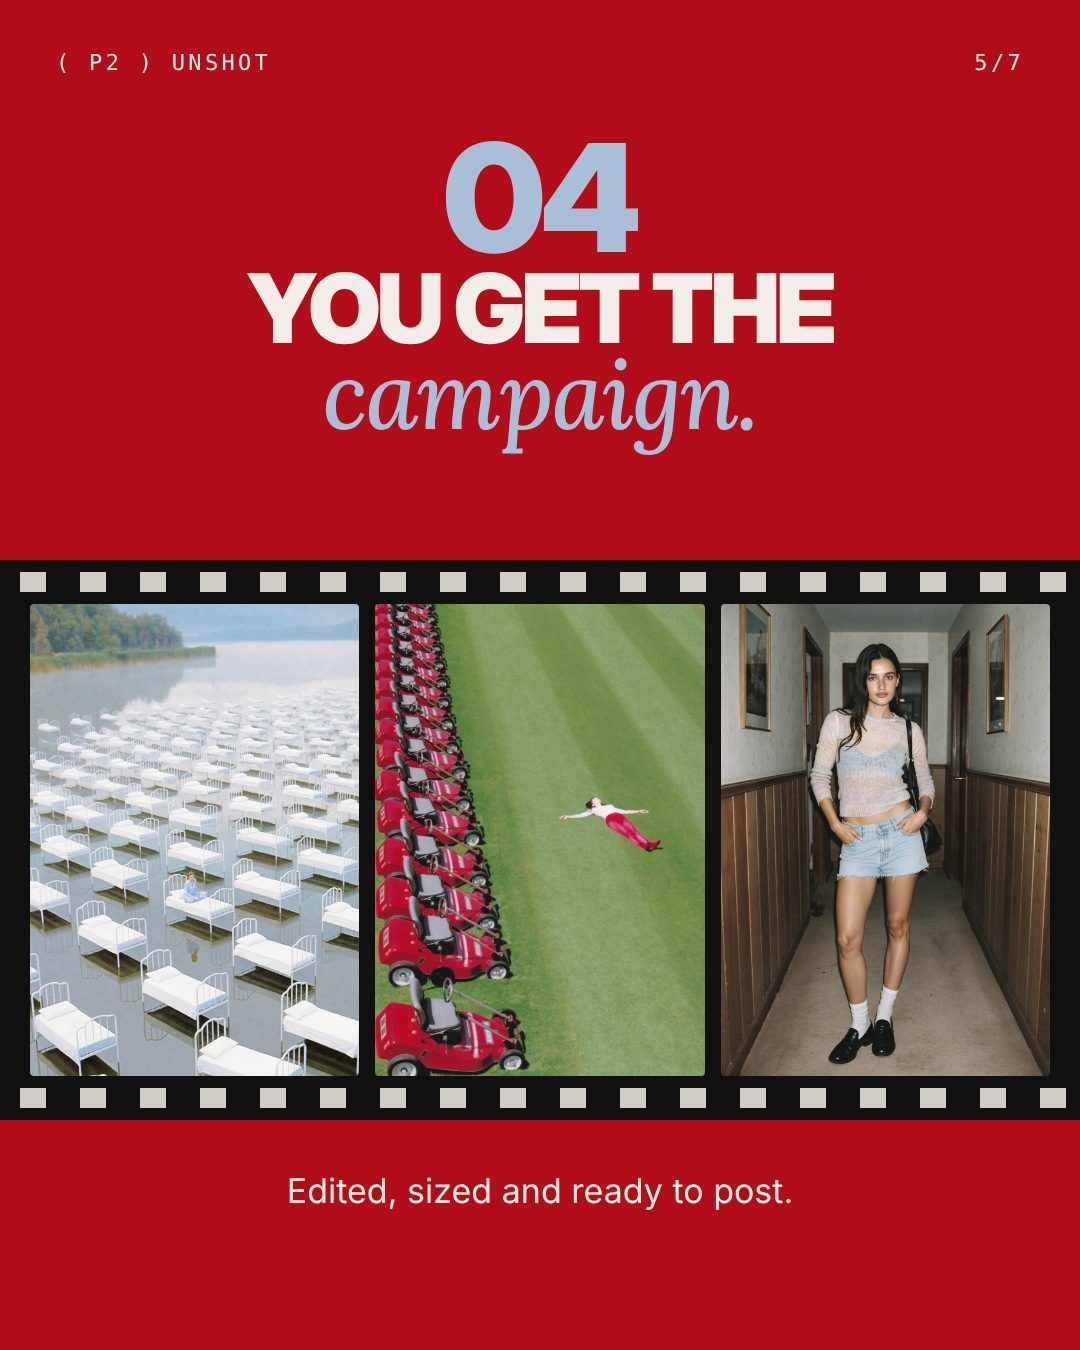 ( P2 ) UNSHOT
5/7
04
YOU GET THE
campaign.
Edited, sized and ready to post.